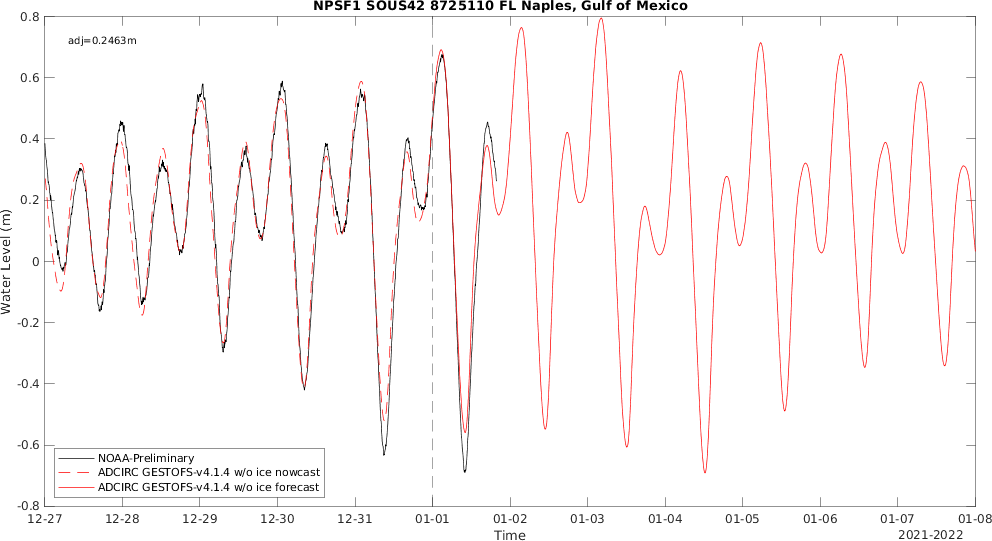 NPSF1 SOUS42 8725110 FL Naples, Gulf of Mexico
adj=0.2463m
0.8
0.6
0.4
0.2
0
-0.2
-0.4
-0.6
-0.8
Water Level (m)
NOAA-Preliminary
ADCIRC GESTOFS-v4.1.4 w/o ice nowcast
ADCIRC GESTOFS-v4.1.4 w/o ice forecast
12-27 12-28 12-29 12-30 12-31 01-01 01-02 01-03 01-04 01-05 01-06 01-07 01-08
Time
2021-2022